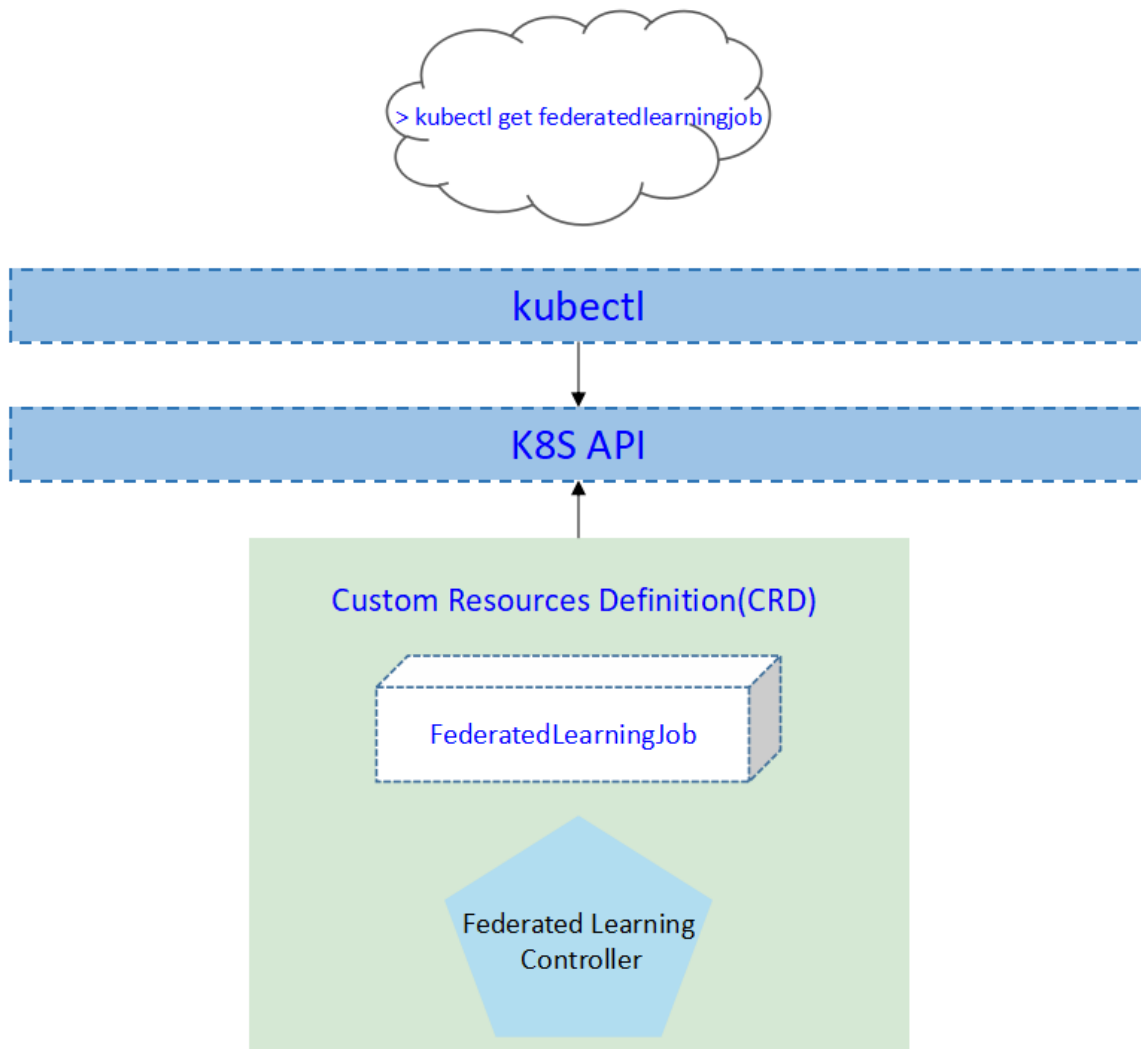 > kubectl get federatedlearningjob
kubectl
K8S API
Custom Resources Definition(CRD)
FederatedLearningJob
Federated Learning
Controller